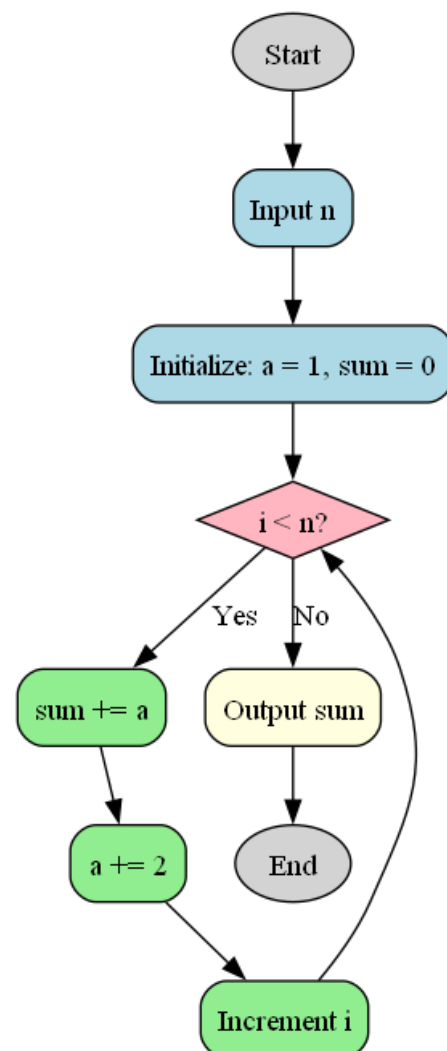 Start
Input n
Initialize: a = 1, sum = 0
i < n?
Yes
No
sum += a
Output sum
a += 2
End
Increment i